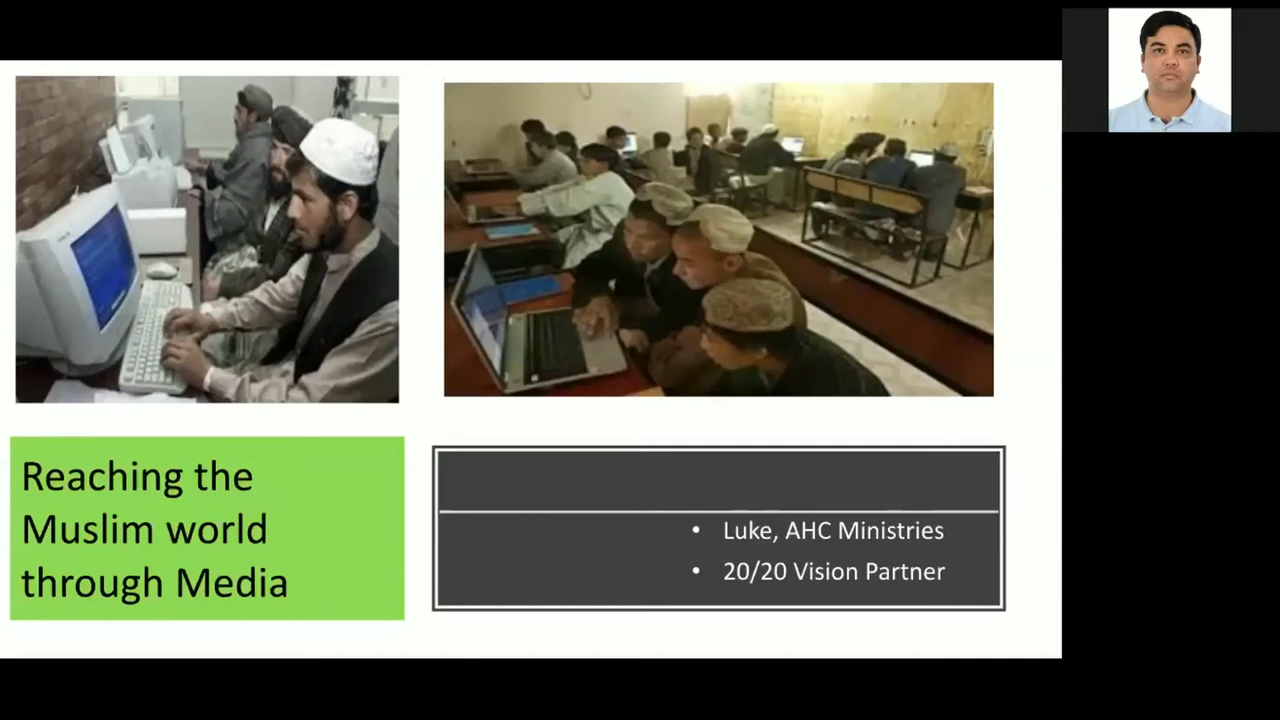 Reaching the
Muslim world
through Media
• Luke, AHC Ministries
• 20/20 Vision Partner